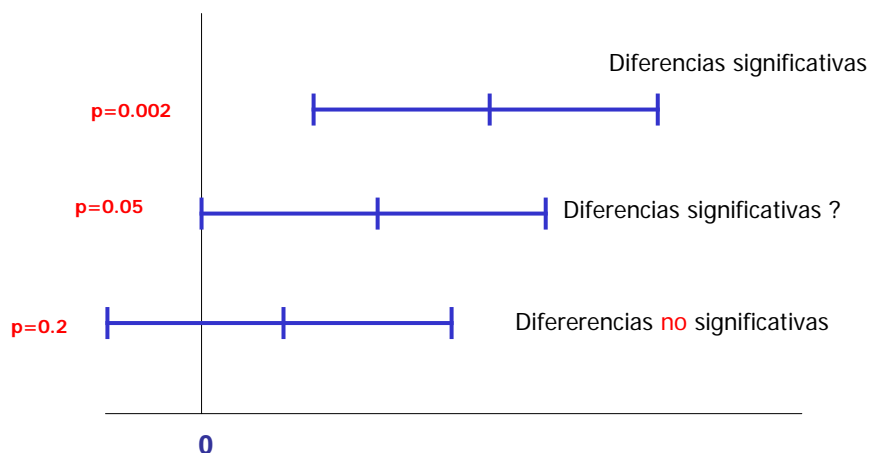 Diferencias significativas
p=0.002
p=0.05
Diferencias significativas ?
p=0.2
Difererencias no significativas
0